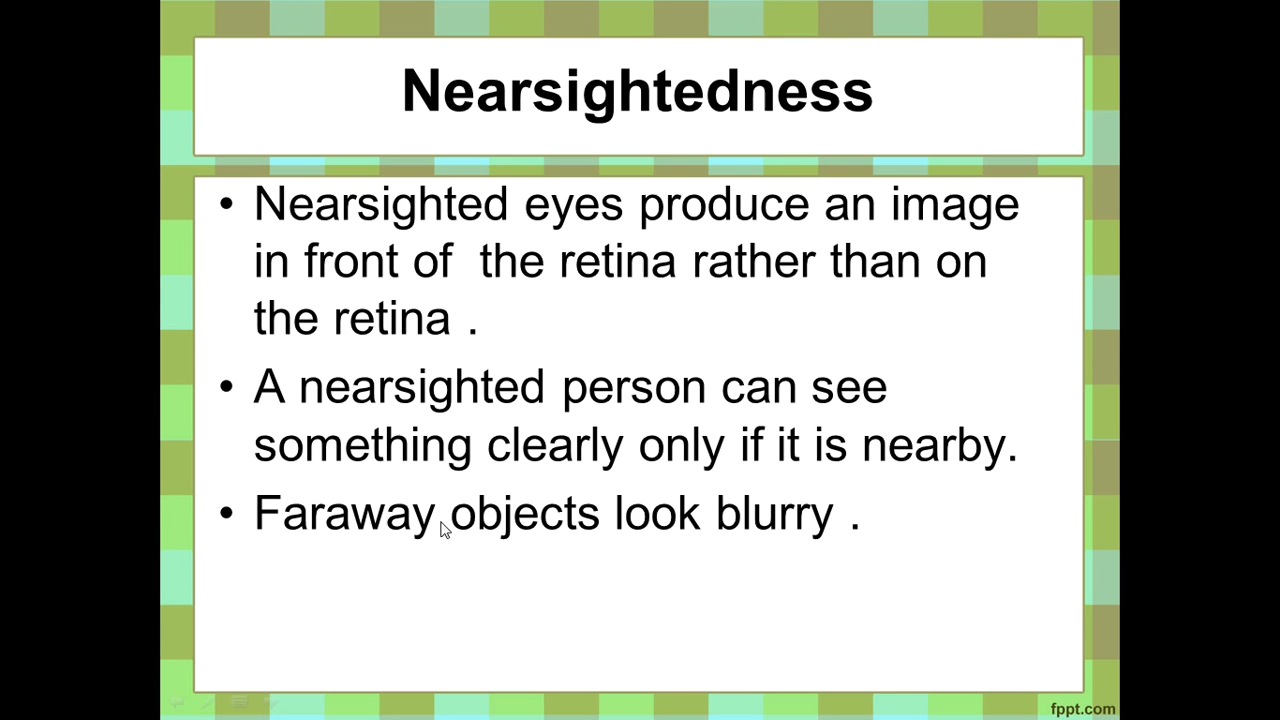 Nearsightedness
• Nearsighted eyes produce an image
in front of  the retina rather than on
the retina .
• A nearsighted person can see
something clearly only if it is nearby.
• Faraway objects look blurry .
fppt.com